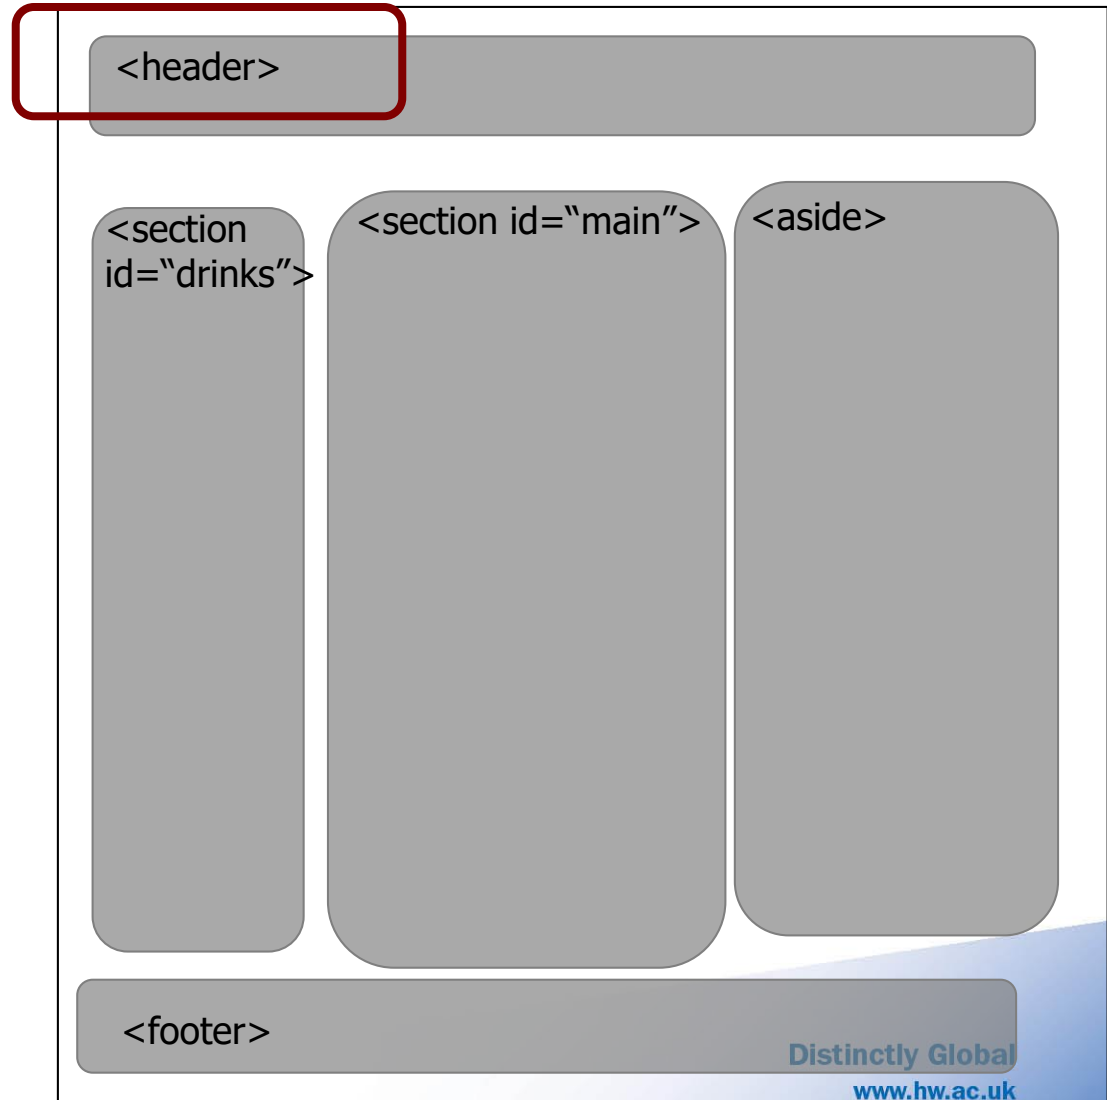 <header>
<section
id=“drinks”>
<section id=“main”>
<aside>
<footer>
Distinctly Global
www.hw.ac.uk